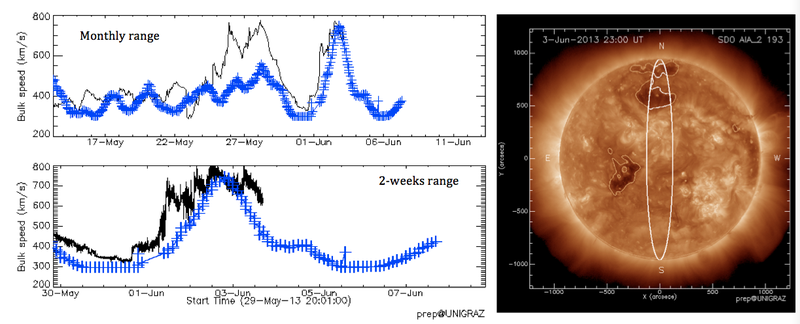 800
Monthly range
600
400
200
Bulk speed (km/s)
17-May
22-May
27-May
01-Jun
06-Jun
11-Jun
800
2-weeks range
700
600
500
400
300
200
Bulk speed (km/s)
30-May
01-Jun
03-Jun
05-Jun
07-Jun
Start Time (29-May-13 20:01:00)
prep@UNIGRAZ
3-Jun-2013 23:00 UT
SDO AIA_2 193
N
E
W
S
1000
500
0
-500
-1000
Y (arcsecs)
-1000
-500
0
500
1000
X (arcsecs)
prep@UNIGRAZ